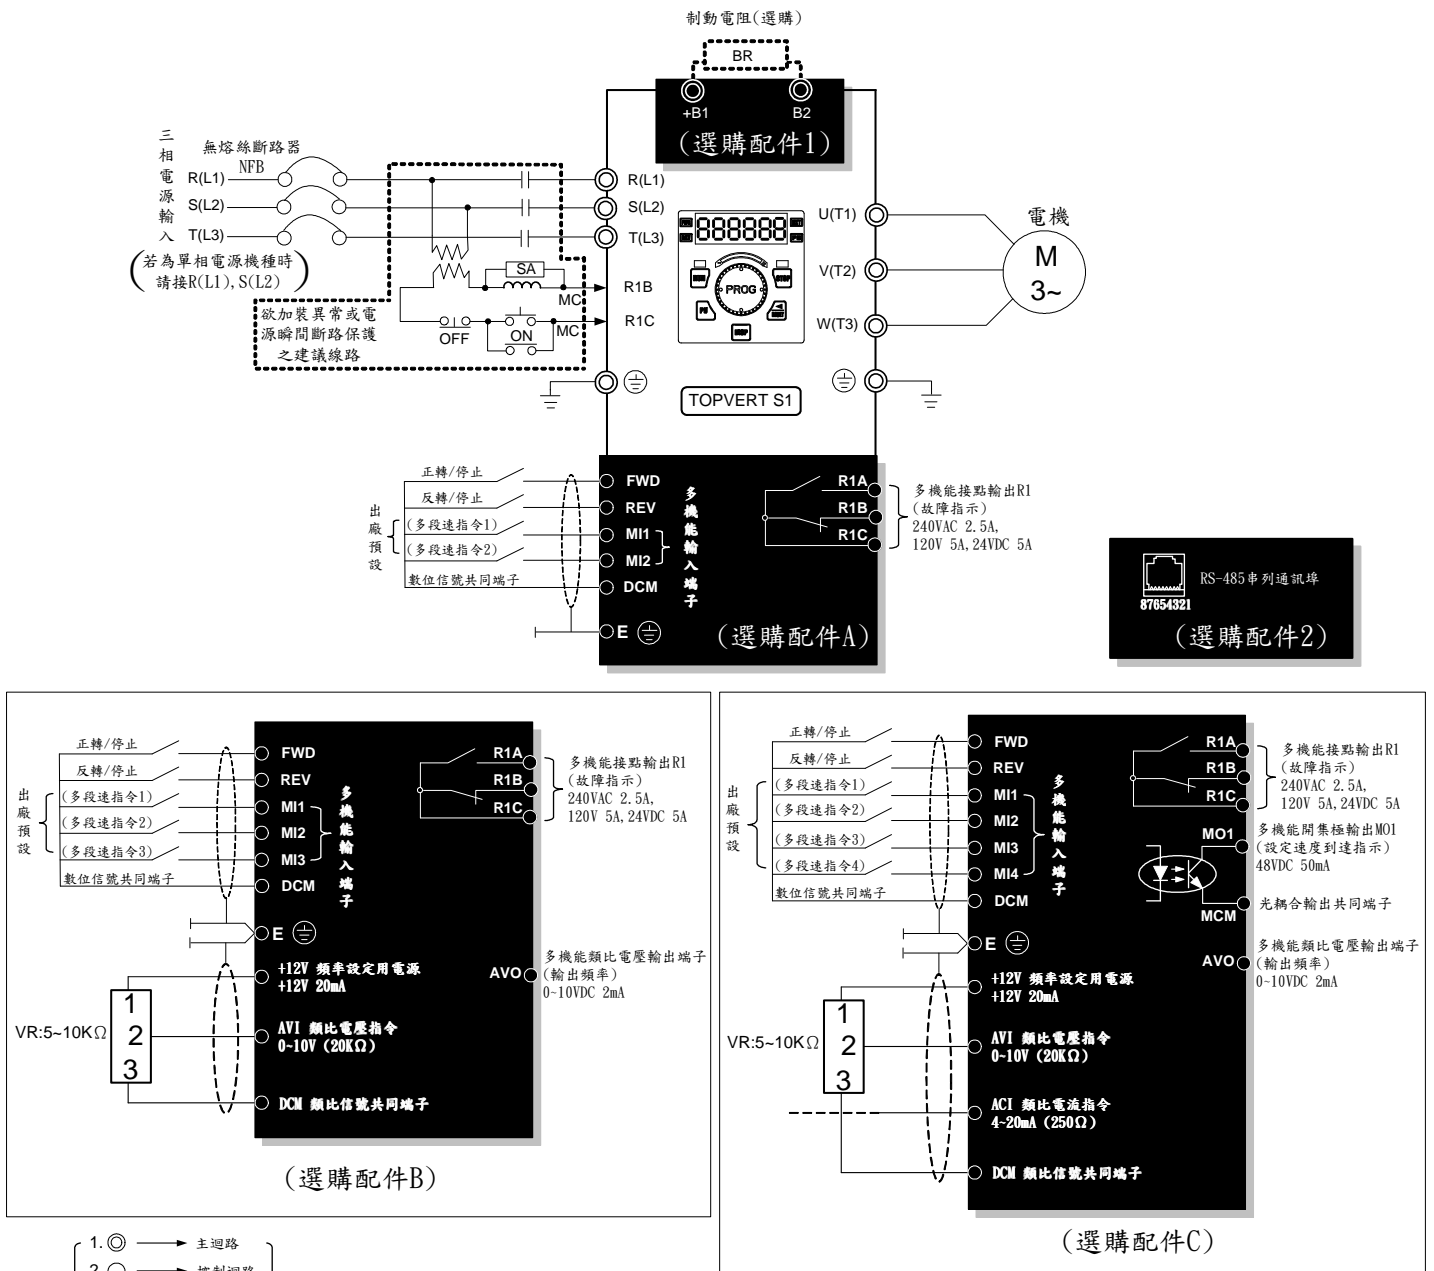 制動電阻(選購)
BR
+B1
B2
(選購配件1)
三相電源輸入
無熔絲斷路器
NFB
R(L1)
S(L2)
T(L3)
(若為單相電源機種時
請接R(L1),S(L2))
R(L1)
S(L2)
T(L3)
SA
MC
R1B
MC
R1C
OFF
ON
欲加裝異常或電
源瞬間斷路保護
之建議線路
PROG
U(T1)
V(T2)
W(T3)
電機
M
3~
TOPVERT S1
出廠預設
正轉/停止
反轉/停止
(多段速指令1)
(多段速指令2)
數位信號共同端子
FWD
REV
MI1
MI2
DCM
E
多機能輸入端子
R1A
R1B
R1C
(選購配件A)
多機能接點輸出R1
(故障指示)
240VAC 2.5A,
120V 5A,24VDC 5A
RS-485串列通訊埠
87654321
(選購配件2)
出廠預設
正轉/停止
反轉/停止
(多段速指令1)
(多段速指令2)
(多段速指令3)
數位信號共同端子
FWD
REV
MI1
MI2
MI3
DCM
E
多機能輸入端子
R1A
R1B
R1C
多機能接點輸出R1
(故障指示)
240VAC 2.5A,
120V 5A,24VDC 5A
+12V 頻率設定用電源
+12V 20mA
AVI 類比電壓指令
0~10V (20KΩ)
DCM 類比信號共同端子
VR:5~10KΩ
1
2
3
AVO
多機能類比電壓輸出端子
(輸出頻率)
0~10VDC 2mA
(選購配件B)
出廠預設
正轉/停止
反轉/停止
(多段速指令1)
(多段速指令2)
(多段速指令3)
(多段速指令4)
數位信號共同端子
FWD
REV
MI1
MI2
MI3
MI4
DCM
E
多機能輸入端子
R1A
R1B
R1C
多機能接點輸出R1
(故障指示)
240VAC 2.5A,
120V 5A,24VDC 5A
MO1
多機能開集極輸出MO1
(設定速度到達指示)
48VDC 50mA
MCM
光耦合輸出共同端子
AVO
多機能類比電壓輸出端子
(輸出頻率)
0~10VDC 2mA
+12V 頻率設定用電源
+12V 20mA
AVI 類比電壓指令
0~10V (20KΩ)
ACI 類比電流指令
4~20mA (250Ω)
DCM 類比信號共同端子
VR:5~10KΩ
1
2
3
(選購配件C)
1. 主迴路